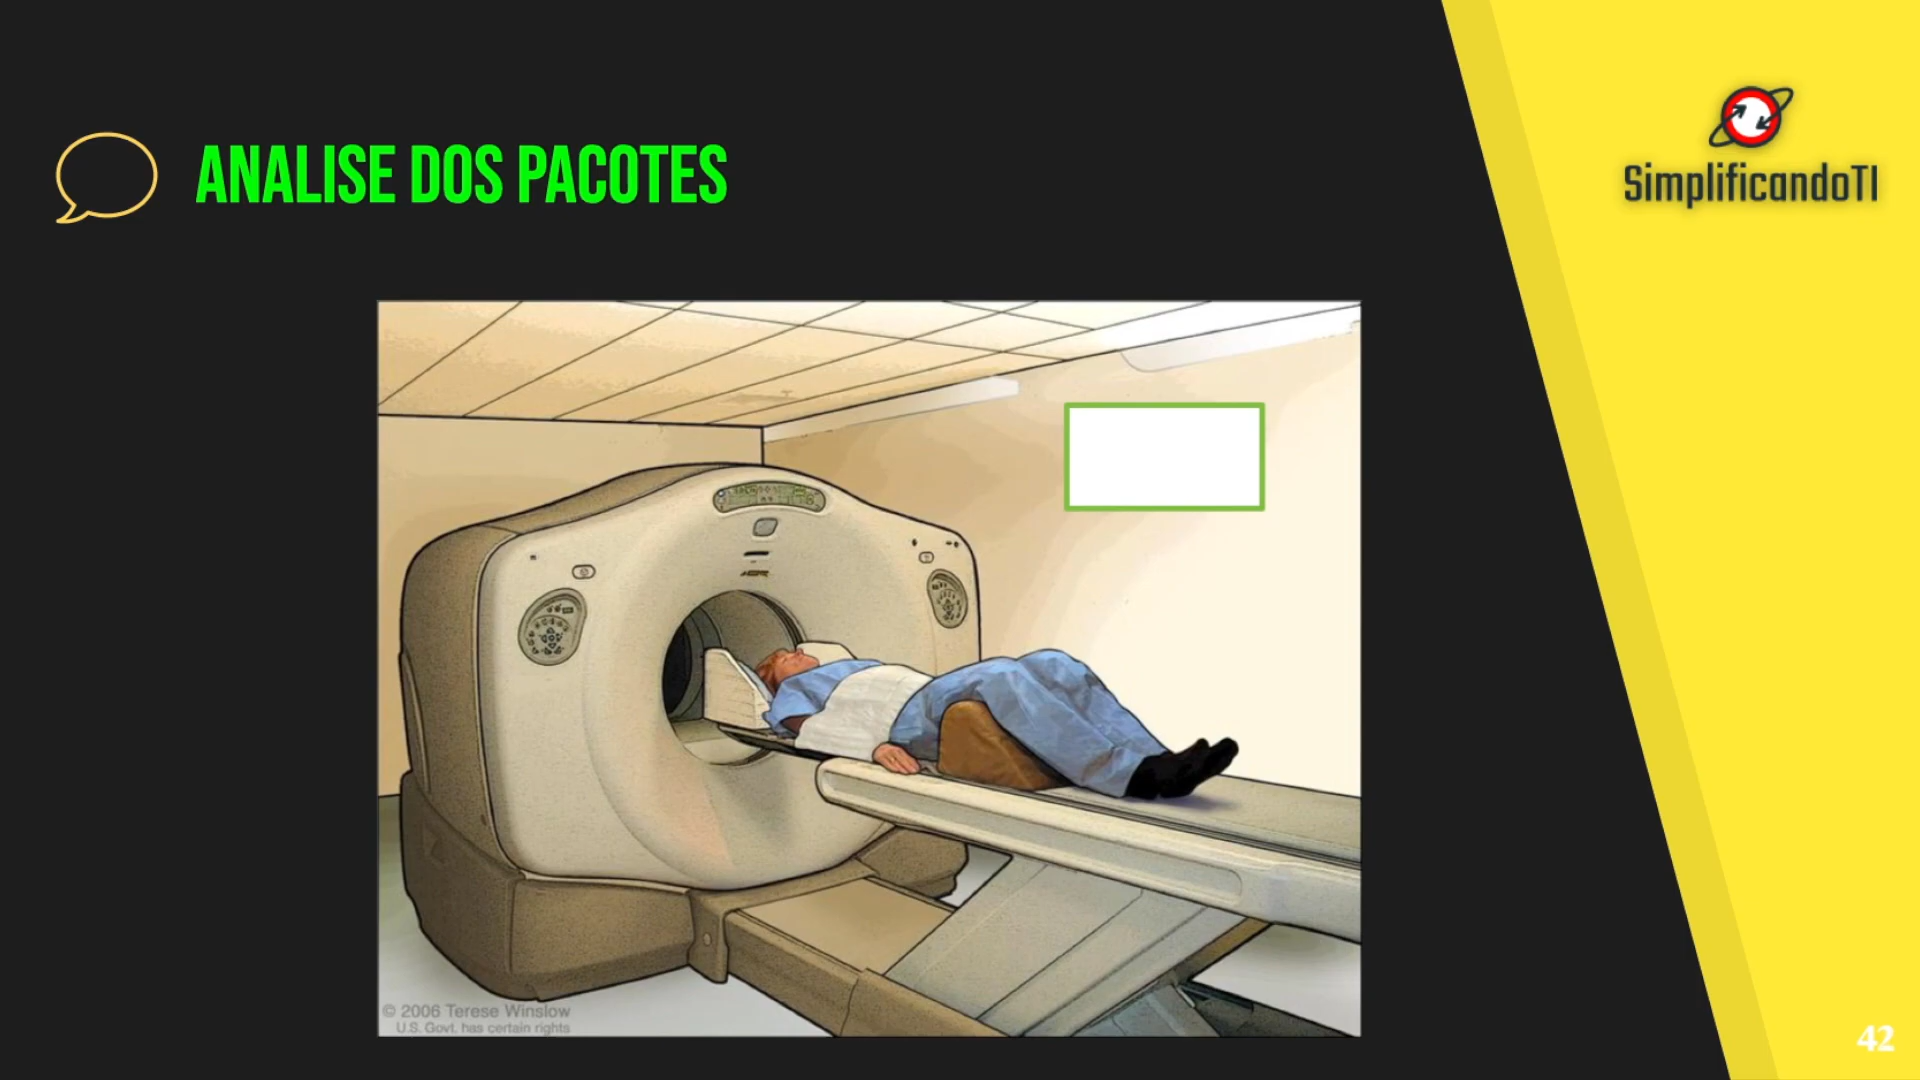 ANALISE DOS PACOTES
SimplificandoTI
© 2006 Terese Winslow
U.S. Govt. has certain rights
42